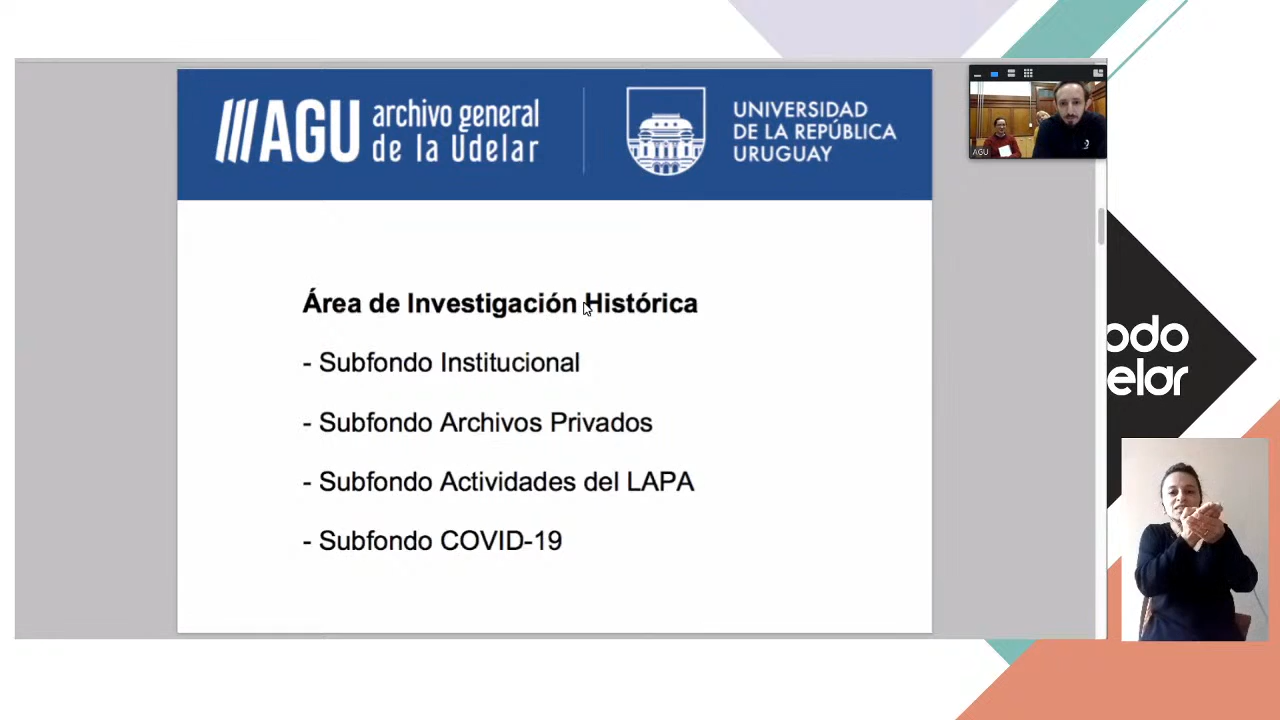 AGU archivo general
de la Udelar
UNIVERSIDAD
DE LA REPÚBLICA
URUGUAY
AGU
Área de Investigación Histórica
- Subfondo Institucional
- Subfondo Archivos Privados
- Subfondo Actividades del LAPA
- Subfondo COVID-19
odo
elar